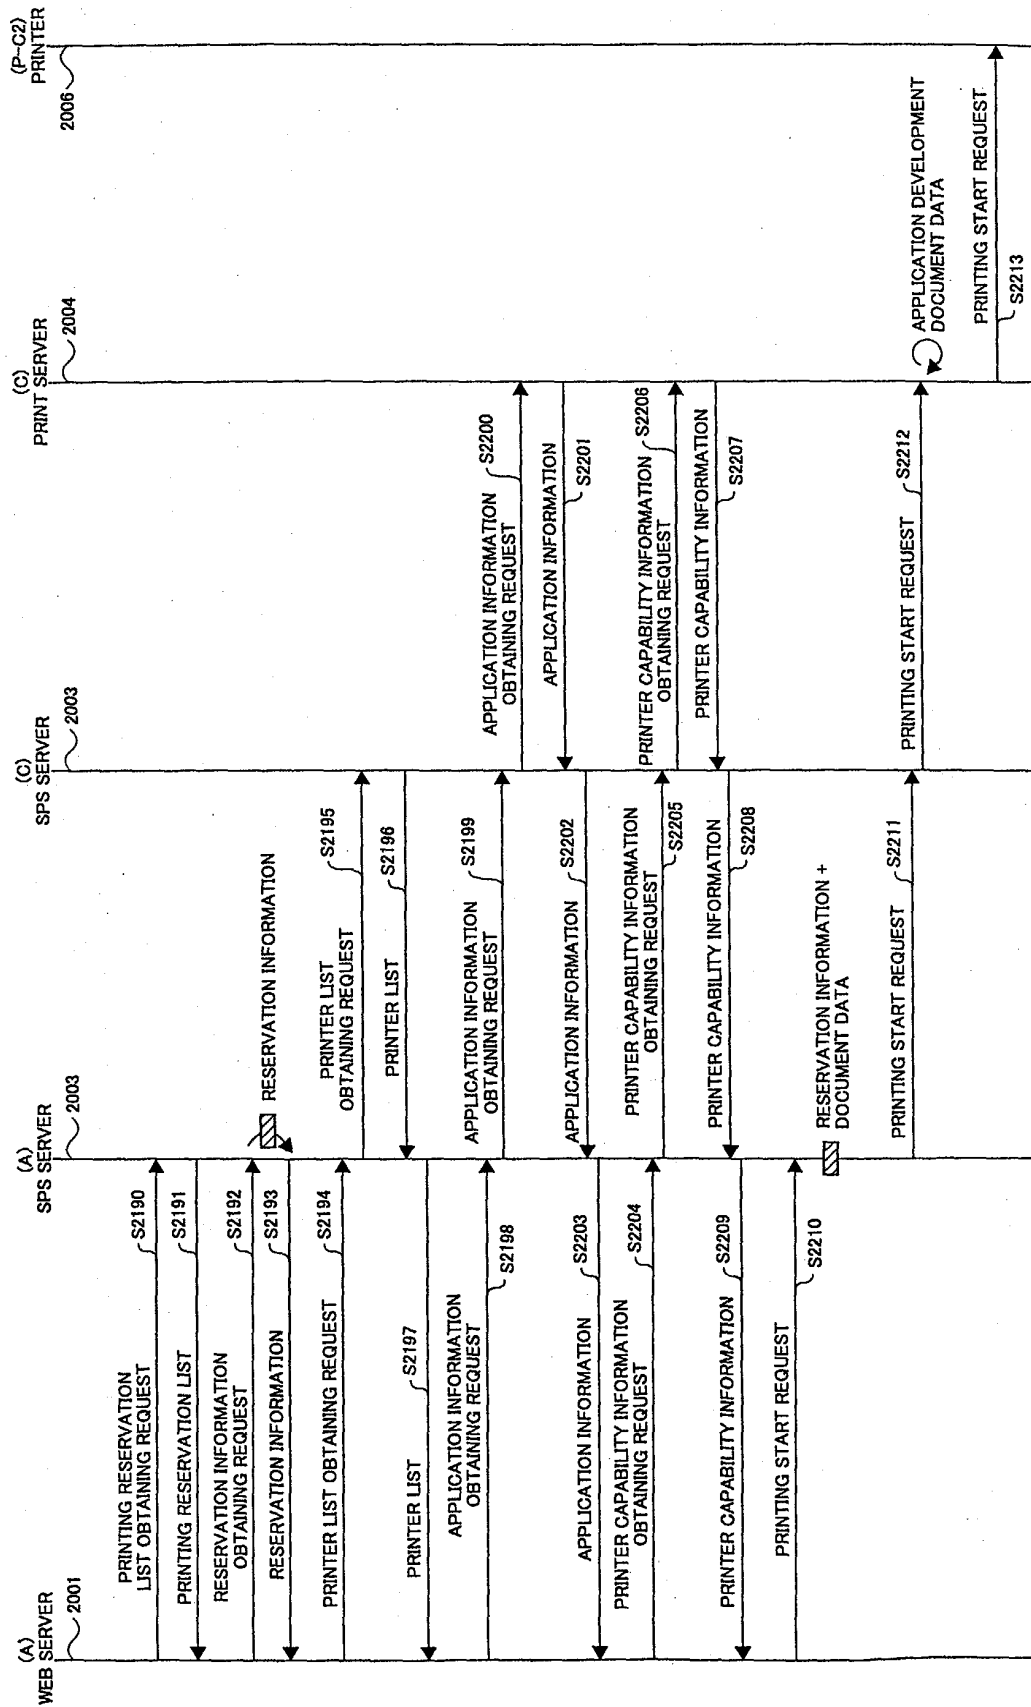 (A)
WEB SERVER
2001
(A)
SPS SERVER
2003
(C)
SPS SERVER
2003
(C)
PRINT SERVER
2004
(P-C2)
PRINTER
2006
PRINTING RESERVATION
LIST OBTAINING REQUEST
S2190
PRINTING RESERVATION LIST
S2191
RESERVATION INFORMATION
OBTAINING REQUEST
S2192
RESERVATION INFORMATION
RESERVATION INFORMATION
S2193
PRINTER LIST OBTAINING REQUEST
S2194
PRINTER LIST
OBTAINING REQUEST
S2195
PRINTER LIST
S2196
PRINTER LIST
S2197
APPLICATION INFORMATION
OBTAINING REQUEST
S2198
APPLICATION INFORMATION
OBTAINING REQUEST
S2199
APPLICATION INFORMATION
OBTAINING REQUEST
S2200
APPLICATION INFORMATION
S2201
APPLICATION INFORMATION
S2202
APPLICATION INFORMATION
S2203
PRINTER CAPABILITY INFORMATION
OBTAINING REQUEST
S2204
PRINTER CAPABILITY INFORMATION
OBTAINING REQUEST
S2205
PRINTER CAPABILITY INFORMATION
OBTAINING REQUEST
S2206
PRINTER CAPABILITY INFORMATION
S2207
PRINTER CAPABILITY INFORMATION
S2208
PRINTER CAPABILITY INFORMATION
S2209
PRINTING START REQUEST
S2210
RESERVATION INFORMATION +
DOCUMENT DATA
PRINTING START REQUEST
S2211
PRINTING START REQUEST
S2212
APPLICATION DEVELOPMENT
DOCUMENT DATA
PRINTING START REQUEST
S2213